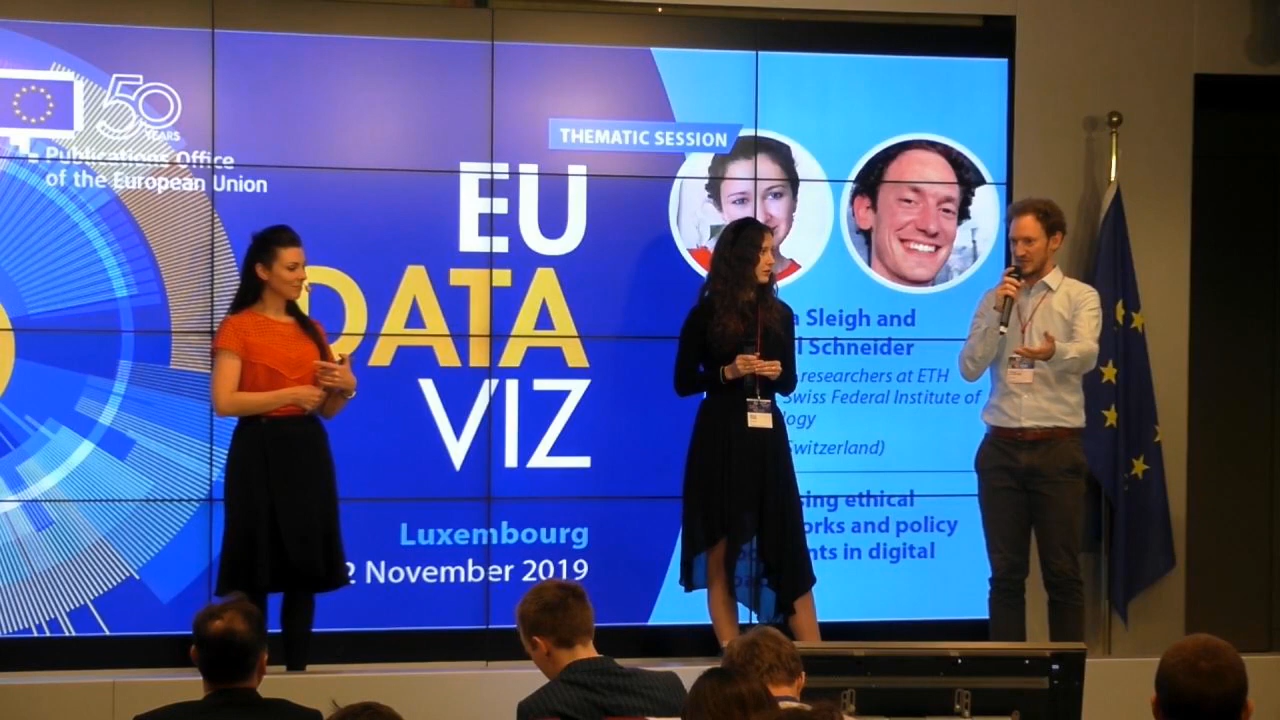 50
YEARS
Publications Office
of the European Union
THEMATIC SESSION
EU
DATA
VIZ
Luxembourg
2 November 2019
Sleigh and
Schneider
researchers at ETH
Swiss Federal Institute of
ogy
Switzerland)
sing ethical
orks and policy
nts in digital